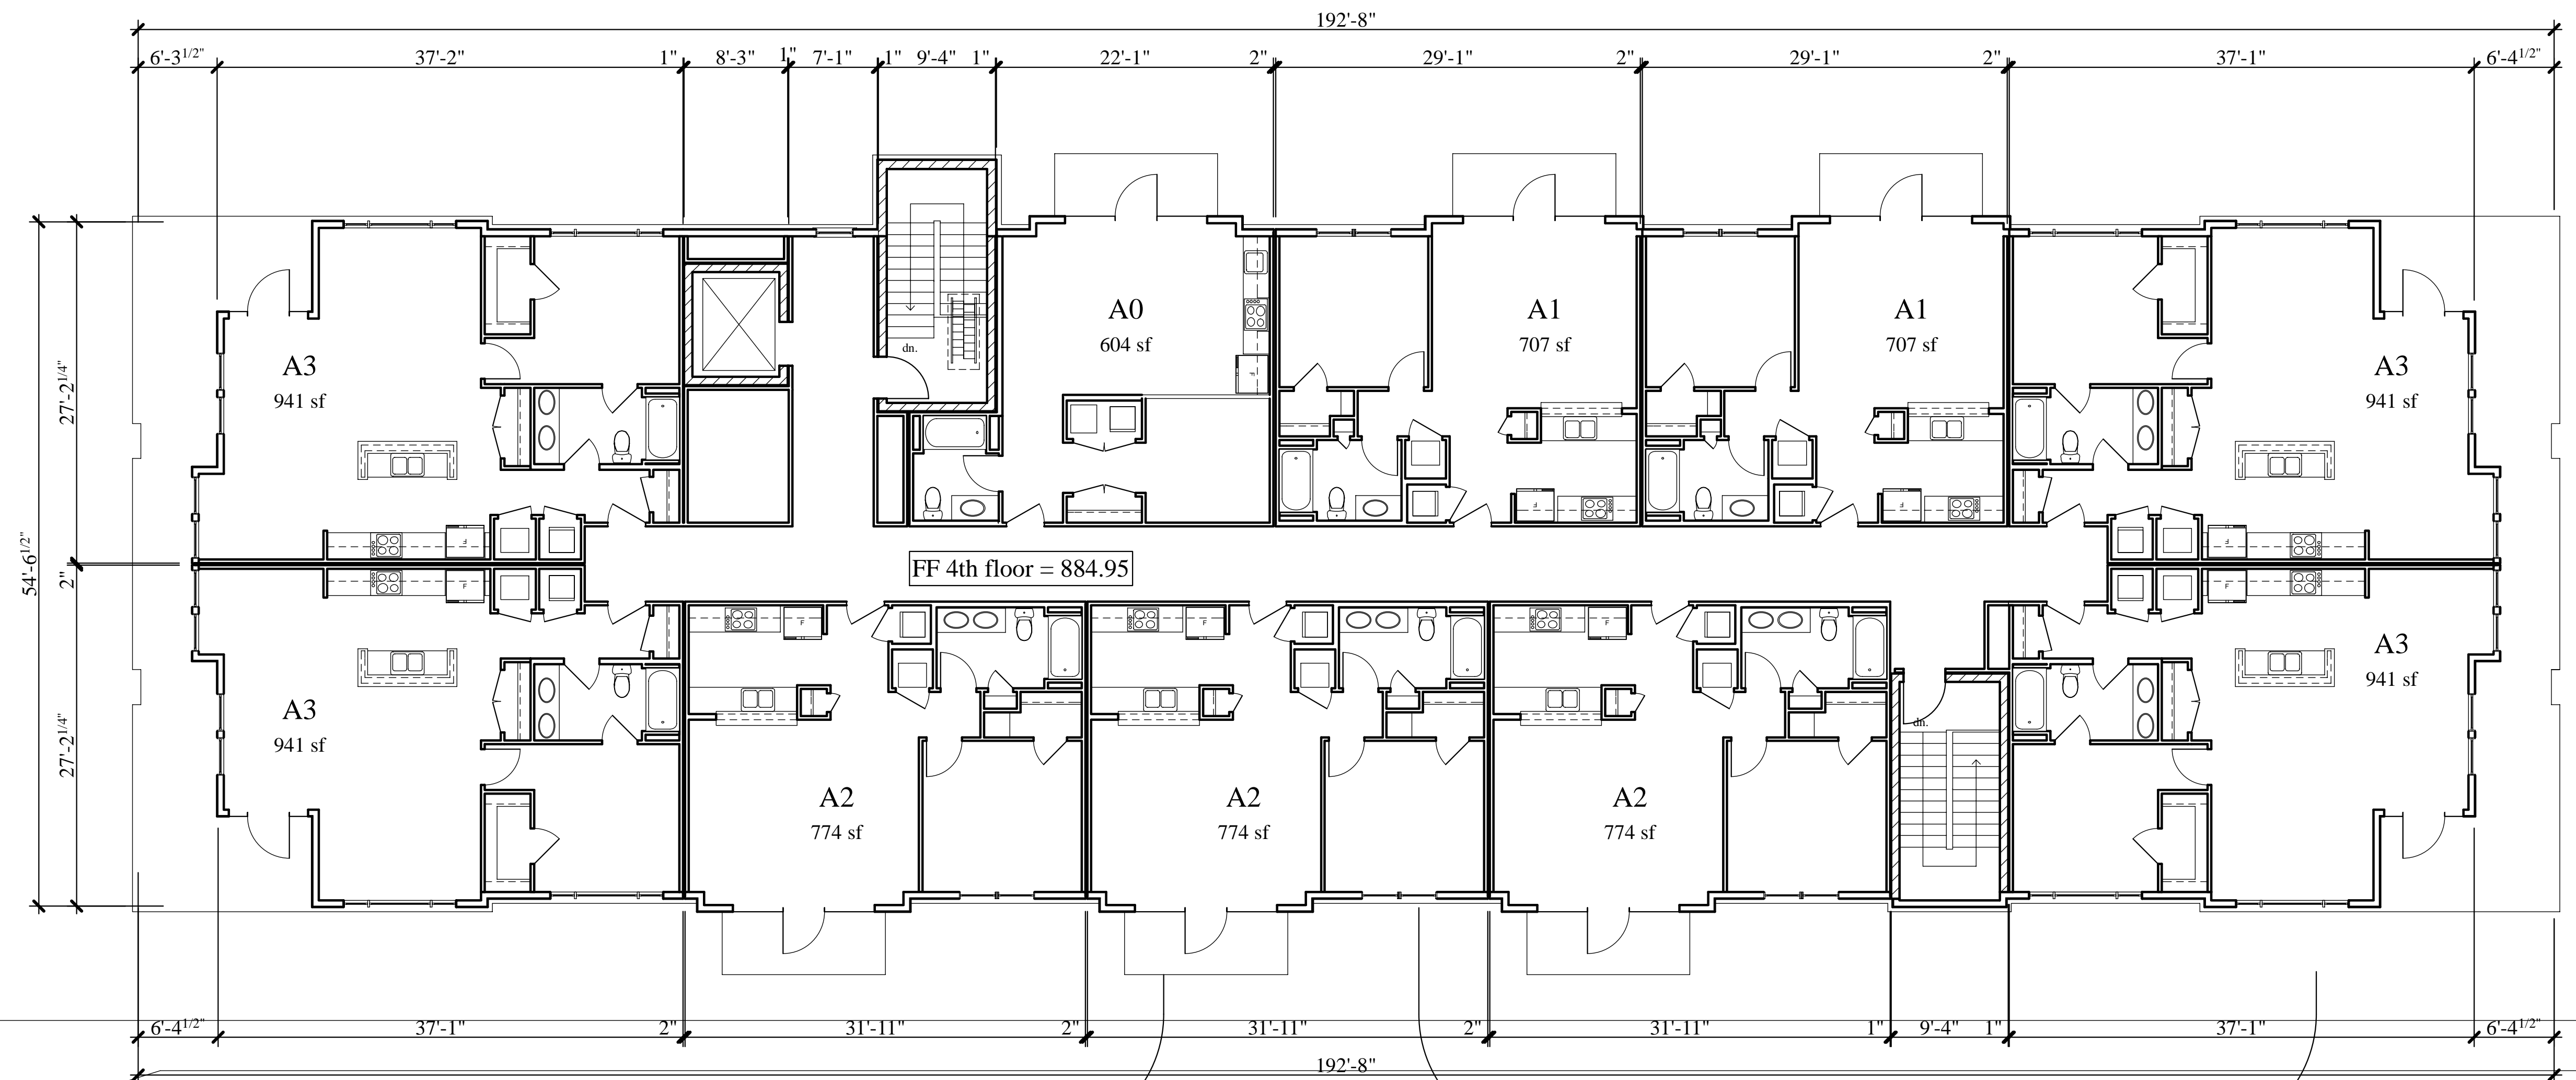 192'-8"
6'-3 1/2" 37'-2" 1" 8'-3" 1" 7'-1" 1" 9'-4" 1" 22'-1" 2" 29'-1" 2" 29'-1" 2" 37'-1" 6'-4 1/2"
A0 A1 A1
604 sf 707 sf 707 sf
dn.
A3 A3
941 sf 941 sf
27'-2 1/4"
F F F
F F
54'-6 1/2"
2"
FF 4th floor = 884.95
F F
F F F
A3 A3
941 sf 941 sf
dn.
27'-2 1/4"
A2 A2 A2
774 sf 774 sf 774 sf
6'-4 1/2" 37'-1" 2" 31'-11" 2" 31'-11" 2" 31'-11" 1" 9'-4" 1" 37'-1" 6'-4 1/2"
192'-8"